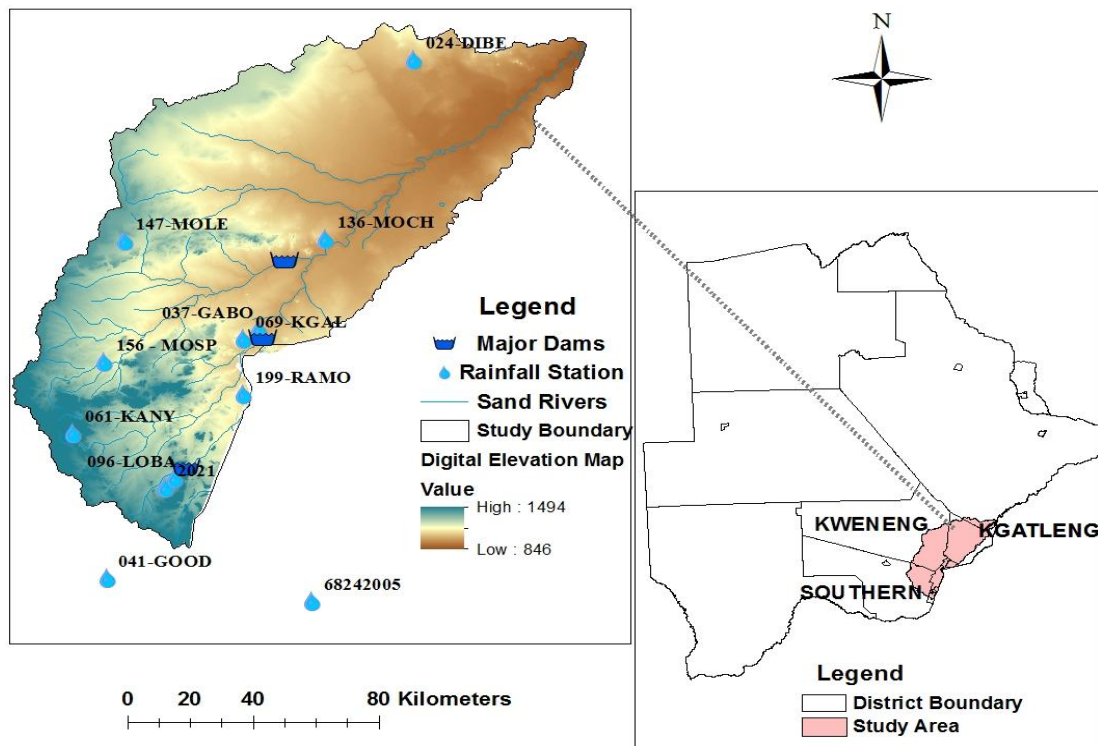 024-DIBE
147-MOLE
136-MOCH
037-GABO
069-KGAL
156 - MOSP
199-RAMO
061-KANY
096-LOBA
2021
041-GOOD
68242005
Legend
Major Dams
Rainfall Station
Sand Rivers
Study Boundary
Digital Elevation Map
Value
High : 1494
Low : 846
0 20 40 80 Kilometers
N
KWENENG
KGATLENG
SOUTHERN
Legend
District Boundary
Study Area